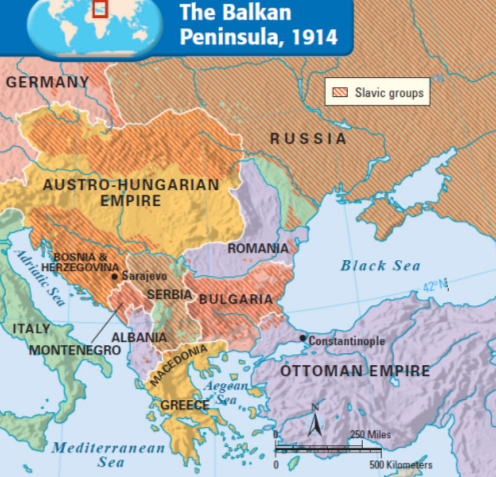 The Balkan
Peninsula, 1914
GERMANY
Slavic groups
RUSSIA
AUSTRO-HUNGARIAN
EMPIRE
ROMANIA
Black Sea
BOSNIA &
HERZEGOVINA
Adriatic Sea
Sarajevo
42°N
SERBIA
BULGARIA
ITALY
MONTENEGRO
ALBANIA
Constantinople
MACEDONIA
OTTOMAN EMPIRE
Aegean
Sea
GREECE
N
Mediterranean
Sea
0
250 Miles
0
500 Kilometers